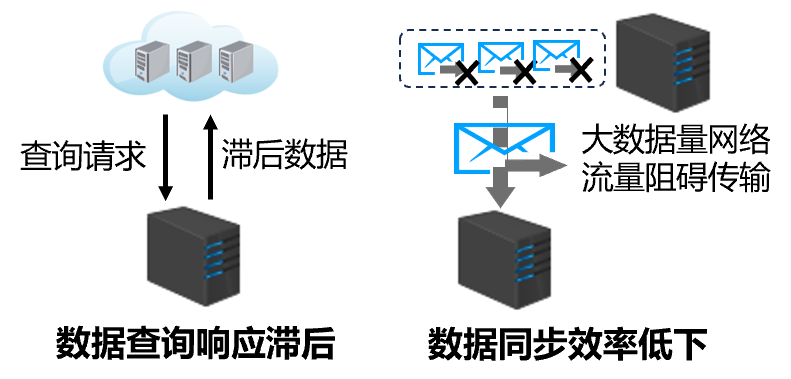 查询请求
滞后数据
数据查询响应滞后
大数据量网络
流量阻碍传输
数据同步效率低下